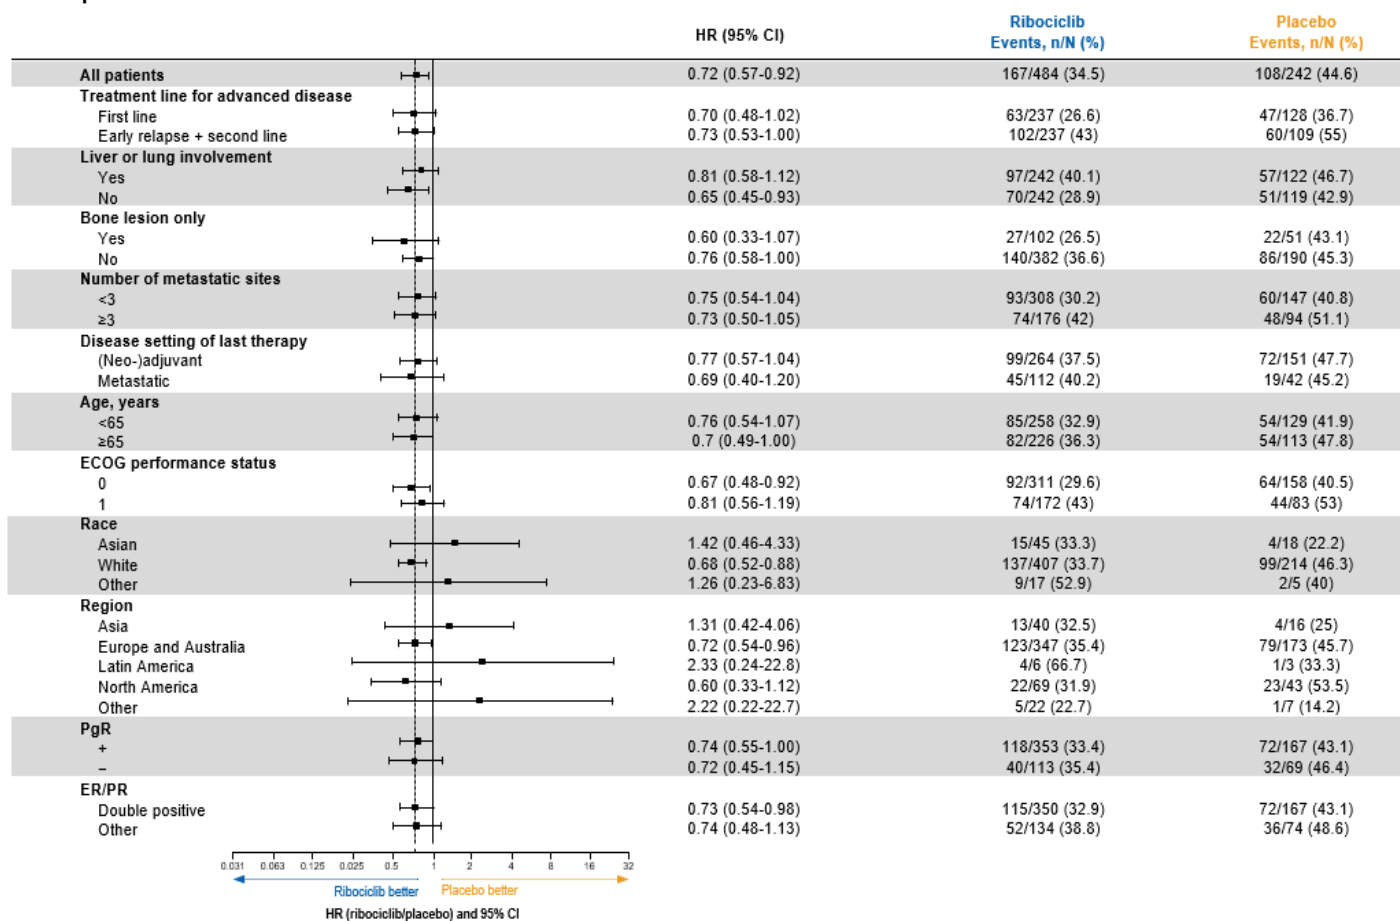 HR (95% CI)
Ribociclib
Events, n/N (%)
Placebo
Events, n/N (%)
All patients 0.72 (0.57-0.92) 167/484 (34.5) 108/242 (44.6)
Treatment line for advanced disease
First line 0.70 (0.48-1.02) 63/237 (26.6) 47/128 (36.7)
Early relapse + second line 0.73 (0.53-1.00) 102/237 (43) 60/109 (55)
Liver or lung involvement
Yes 0.81 (0.58-1.12) 97/242 (40.1) 57/122 (46.7)
No 0.65 (0.45-0.93) 70/242 (28.9) 51/119 (42.9)
Bone lesion only
Yes 0.60 (0.33-1.07) 27/102 (26.5) 22/51 (43.1)
No 0.76 (0.58-1.00) 140/382 (36.6) 86/190 (45.3)
Number of metastatic sites
<3 0.75 (0.54-1.04) 93/308 (30.2) 60/147 (40.8)
≥3 0.73 (0.50-1.05) 74/176 (42) 48/94 (51.1)
Disease setting of last therapy
(Neo-)adjuvant 0.77 (0.57-1.04) 99/264 (37.5) 72/151 (47.7)
Metastatic 0.69 (0.40-1.20) 45/112 (40.2) 19/42 (45.2)
Age, years
<65 0.76 (0.54-1.07) 85/258 (32.9) 54/129 (41.9)
≥65 0.7 (0.49-1.00) 82/226 (36.3) 54/113 (47.8)
ECOG performance status
0 0.67 (0.48-0.92) 92/311 (29.6) 64/158 (40.5)
1 0.81 (0.56-1.19) 74/172 (43) 44/83 (53)
Race
Asian 1.42 (0.46-4.33) 15/45 (33.3) 4/18 (22.2)
White 0.68 (0.52-0.88) 137/407 (33.7) 99/214 (46.3)
Other 1.26 (0.23-6.83) 9/17 (52.9) 2/5 (40)
Region
Asia 1.31 (0.42-4.06) 13/40 (32.5) 4/16 (25)
Europe and Australia 0.72 (0.54-0.96) 123/347 (35.4) 79/173 (45.7)
Latin America 2.33 (0.24-22.8) 4/6 (66.7) 1/3 (33.3)
North America 0.60 (0.33-1.12) 22/69 (31.9) 23/43 (53.5)
Other 2.22 (0.22-22.7) 5/22 (22.7) 1/7 (14.2)
PgR
+ 0.74 (0.55-1.00) 118/353 (33.4) 72/167 (43.1)
− 0.72 (0.45-1.15) 40/113 (35.4) 32/69 (46.4)
ER/PR
Double positive 0.73 (0.54-0.98) 115/350 (32.9) 72/167 (43.1)
Other 0.74 (0.48-1.13) 52/134 (38.8) 36/74 (48.6)
0.031 0.063 0.125 0.025 0.5 1 2 4 8 16 32
Ribociclib better Placebo better
HR (ribociclib/placebo) and 95% CI